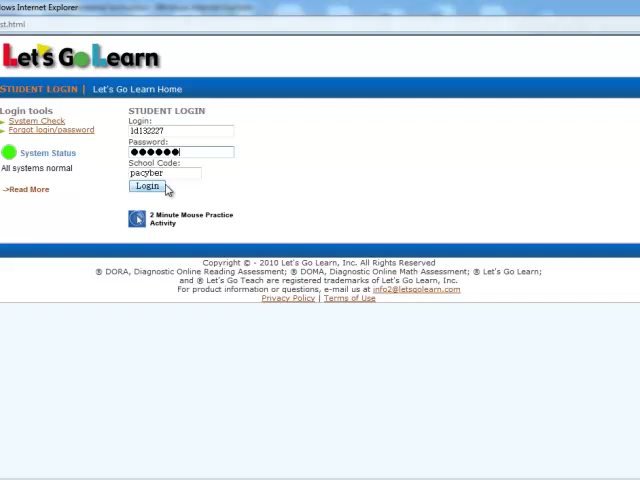 ows Internet Explorer
st.html
Let's Go Learn
STUDENT LOGIN | Let's Go Learn Home
Login tools
System Check
Forgot login/password
System Status
All systems normal
->Read More
STUDENT LOGIN
Login:
ld132227
Password:
●●●●●●
School Code:
pacyber
Login
2 Minute Mouse Practice
Activity
Copyright © - 2010 Let's Go Learn, Inc. All Rights Reserved
® DORA, Diagnostic Online Reading Assessment; ® DOMA, Diagnostic Online Math Assessment; ® Let's Go Learn;
and ® Let's Go Teach are registered trademarks of Let's Go Learn, Inc.
For product information or questions, e-mail us at info2@letsgolearn.com
Privacy Policy | Terms of Use